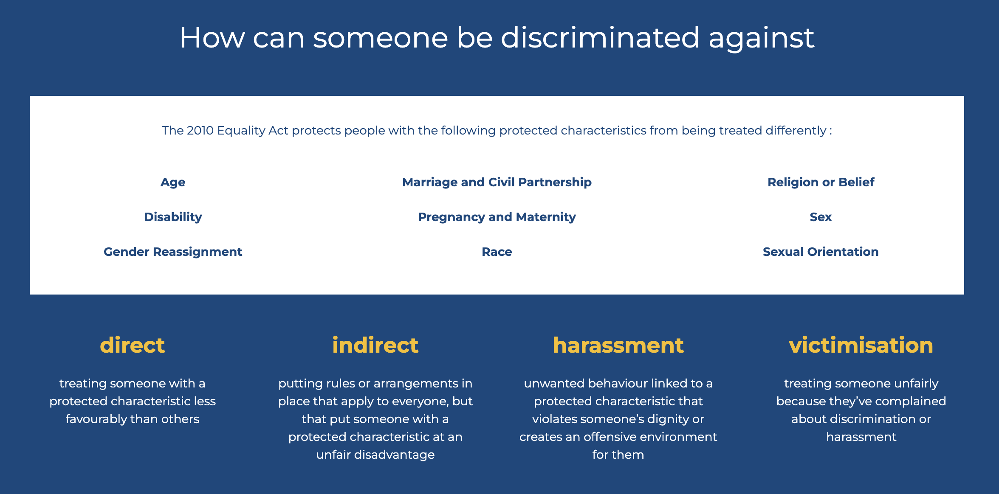 How can someone be discriminated against
The 2010 Equality Act protects people with the following protected characteristics from being treated differently :
Age
Marriage and Civil Partnership
Religion or Belief
Disability
Pregnancy and Maternity
Sex
Gender Reassignment
Race
Sexual Orientation
direct
treating someone with a
protected characteristic less
favourably than others
indirect
putting rules or arrangements in
place that apply to everyone, but
that put someone with a
protected characteristic at an
unfair disadvantage
harassment
unwanted behaviour linked to a
protected characteristic that
violates someone’s dignity or
creates an offensive environment
for them
victimisation
treating someone unfairly
because they’ve complained
about discrimination or
harassment